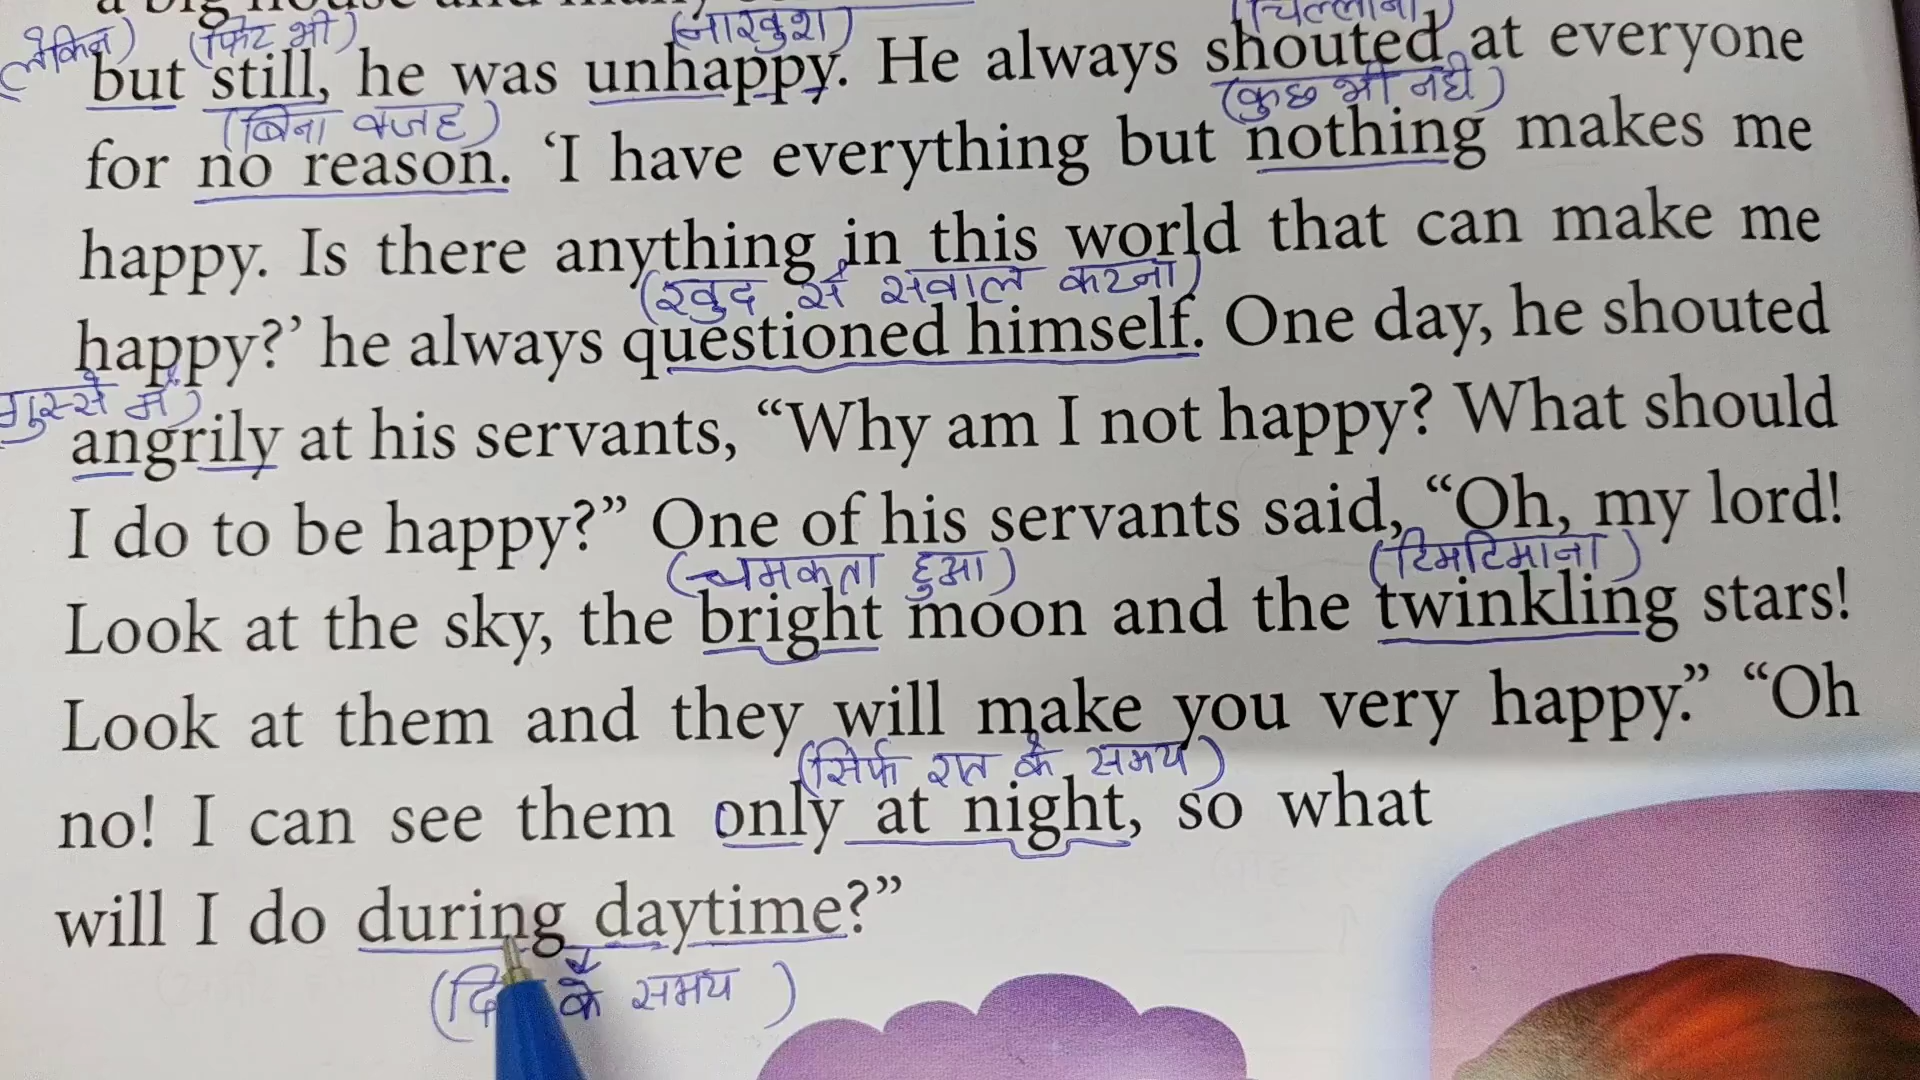 (लेकिन) (फिर भी) (नाखुश) (चिल्लाना)
but still, he was unhappy. He always shouted at everyone
(बिना वजह) (कुछ भी नही)
for no reason. ‘I have everything but nothing makes me
happy. Is there anything in this world that can make me
(खुद से सवाल करना)
happy?’ he always questioned himself. One day, he shouted
गुस्से में)
angrily at his servants, “Why am I not happy? What should
I do to be happy?” One of his servants said, “Oh, my lord!
(चमकता हुआ) (टिमटिमाना)
Look at the sky, the bright moon and the twinkling stars!
Look at them and they will make you very happy.” “Oh
(सिर्फ रात के समय)
no! I can see them only at night, so what
will I do during daytime?”
के समय)